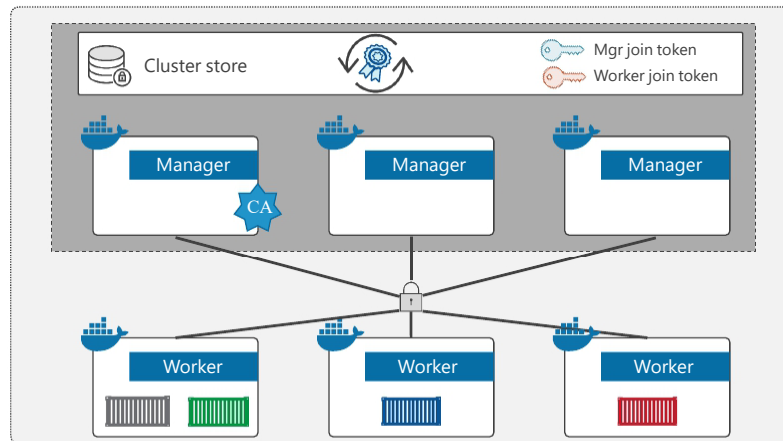 Cluster store
Mgr join token
Worker join token
Manager
Manager
Manager
CA
Worker
Worker
Worker